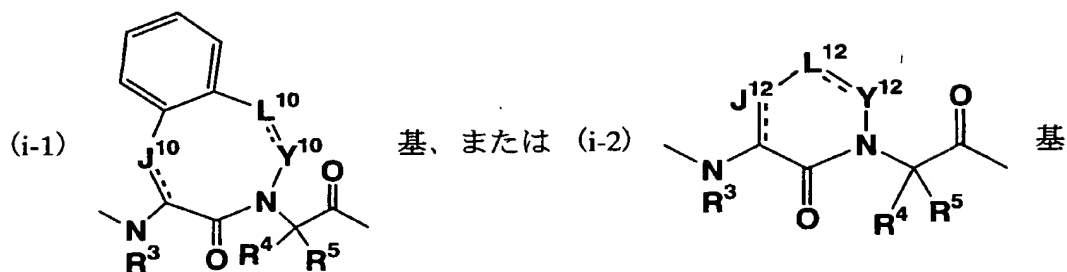 (i-1) L¹⁰ Y¹⁰ J¹⁰ N R³ O N R⁴ R⁵ O 基、または (i-2) L¹² Y¹² J¹² N R³ O N R⁴ R⁵ O 基